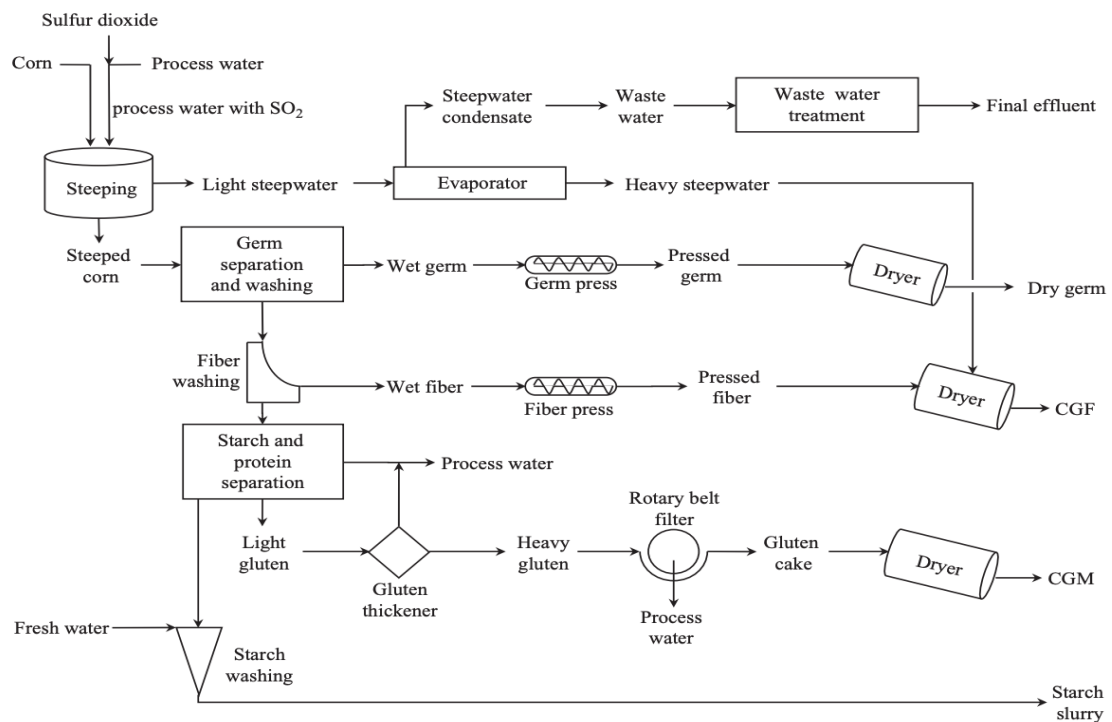 Sulfur dioxide
Corn
Process water
process water with SO₂
Steepwater
condensate
Waste
water
Waste water
treatment
Final effluent
Steeping
Light steepwater
Evaporator
Heavy steepwater
Steeped
corn
Germ
separation
and washing
Wet germ
Germ press
Pressed
germ
Dryer
Dry germ
Fiber
washing
Wet fiber
Fiber press
Pressed
fiber
Dryer
CGF
Starch and
protein
separation
Process water
Light
gluten
Gluten
thickener
Heavy
gluten
Rotary belt
filter
Process
water
Gluten
cake
Dryer
CGM
Fresh water
Starch
washing
Starch
slurry